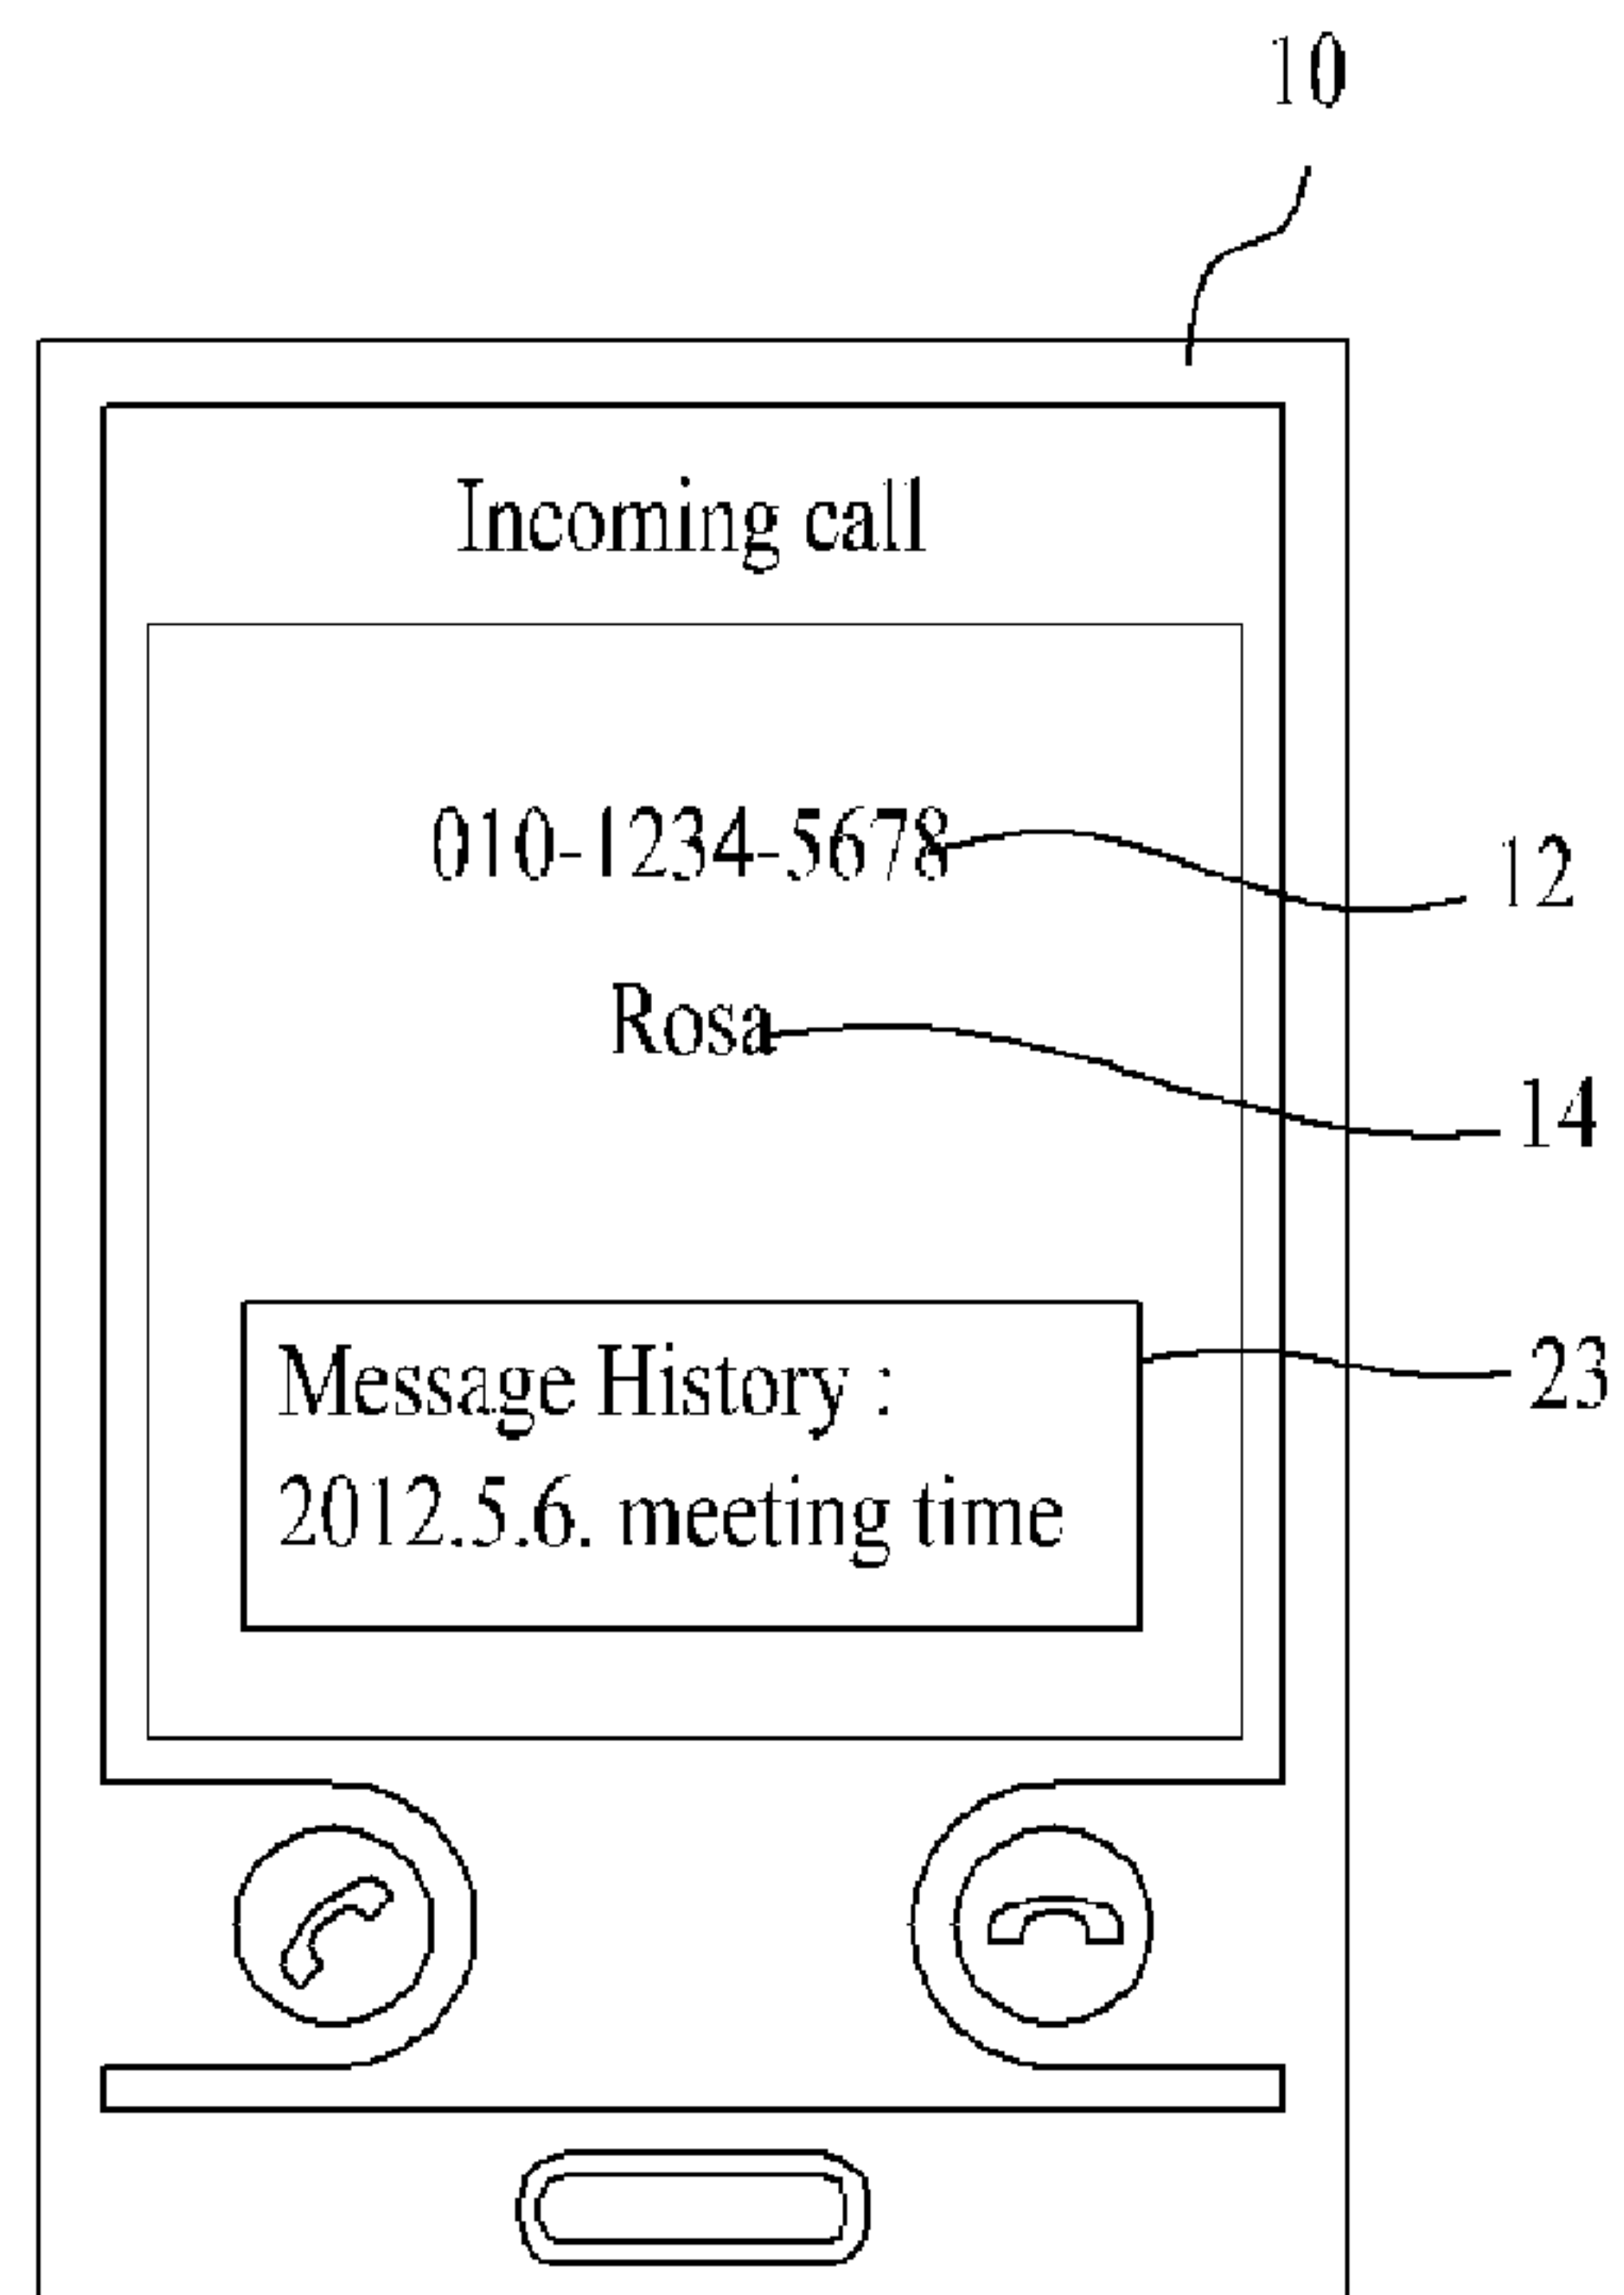 10
Incoming call
010-1234-5678
12
Rosa
14
Message History :
23
2012.5.6. meeting time